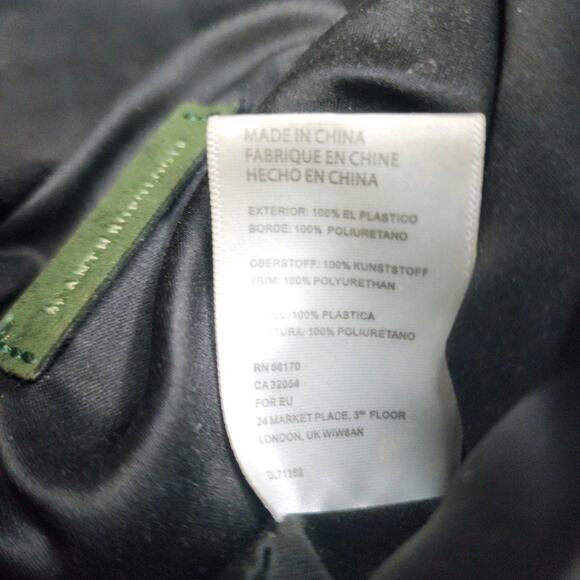 ANTHROPOLOGIE
MADE IN CHINA
FABRIQUE EN CHINE
HECHO EN CHINA
EXTERIOR: 100% EL PLASTICO
BORDE: 100% POLIURETANO
OBERSTOFF: 100% KUNSTSTOFF
TRIM: 100% POLYURETHAN
100% PLASTICA
100% POLIURETANO
RN 66170
CA 32054
FOR EU
24 MARKET PLACE, 3RD FLOOR
LONDON, UK WIW8AN